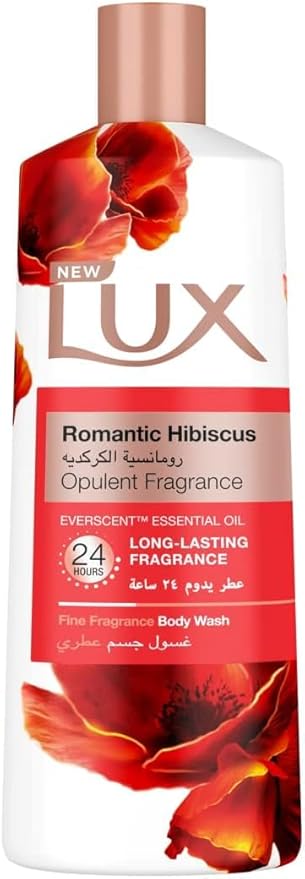 NEW
LUX
Romantic Hibiscus
رومانسية الكركديه
Opulent Fragrance
EVERSCENT™ ESSENTIAL OIL
24
HOURS
LONG-LASTING
FRAGRANCE
عطر يدوم ٢٤ ساعة
Fine Fragrance Body Wash
غسول جسم عطري